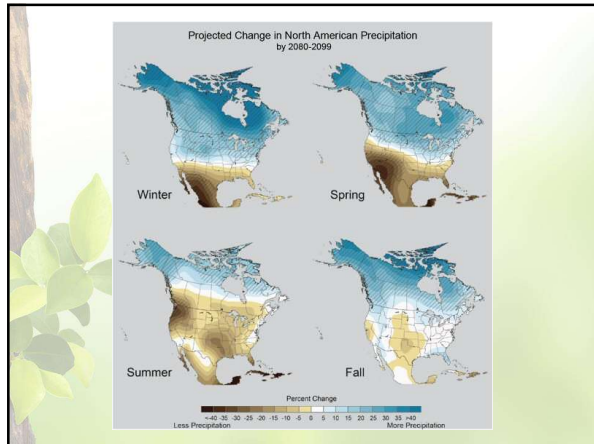 Projected Change in North American Precipitation
by 2080-2099
Winter
Spring
Summer
Fall
Percent Change
<-40 -35 -30 -25 -20 -15 -10 -5 0 5 10 15 20 25 30 35 >40
Less Precipitation
More Precipitation